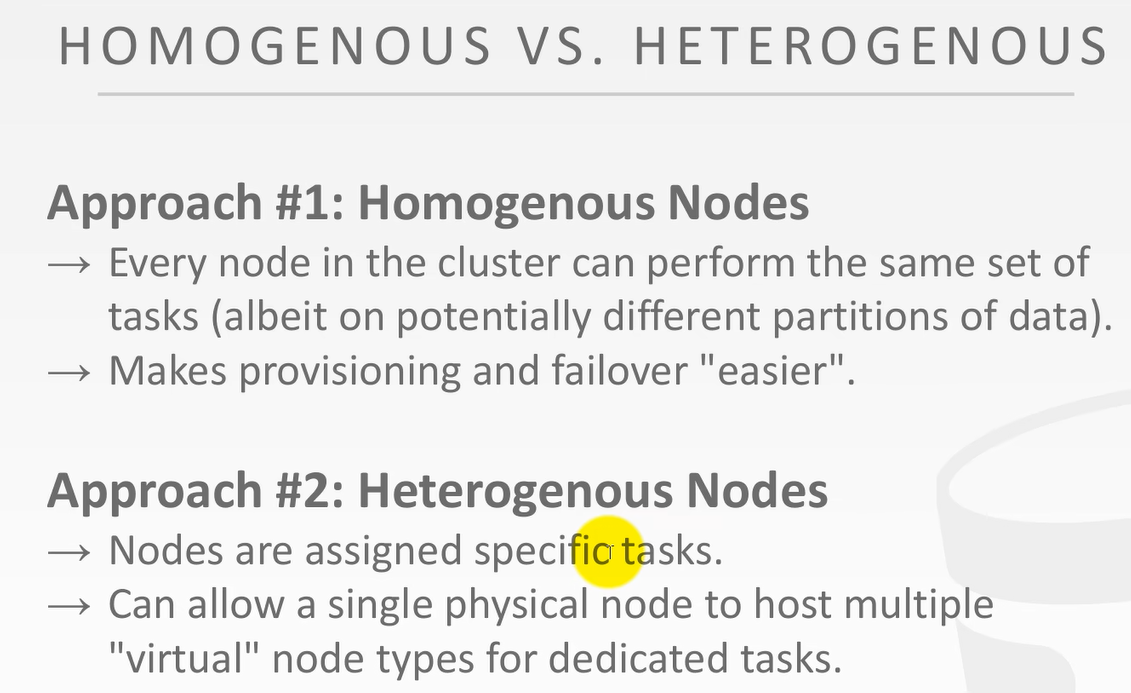 HOMOGENOUS VS. HETEROGENOUS
Approach #1: Homogenous Nodes
→ Every node in the cluster can perform the same set of
tasks (albeit on potentially different partitions of data).
→ Makes provisioning and failover "easier".
Approach #2: Heterogenous Nodes
→ Nodes are assigned specific tasks.
→ Can allow a single physical node to host multiple
"virtual" node types for dedicated tasks.